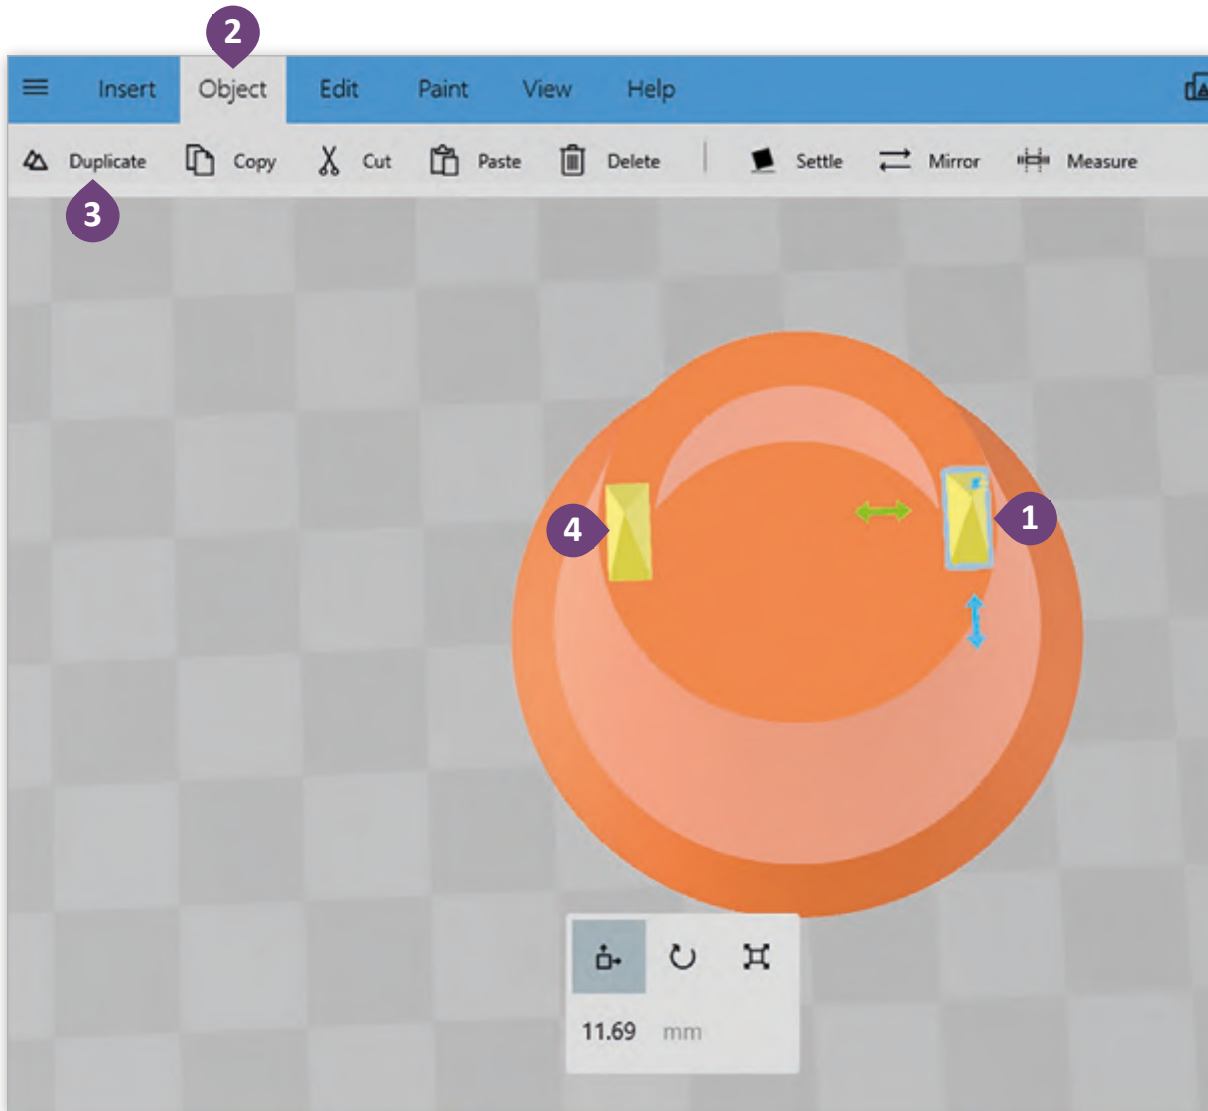 2
Insert Object Edit Paint View Help
Duplicate Copy Cut Paste Delete Settle Mirror Measure
3
1
4
11.69 mm